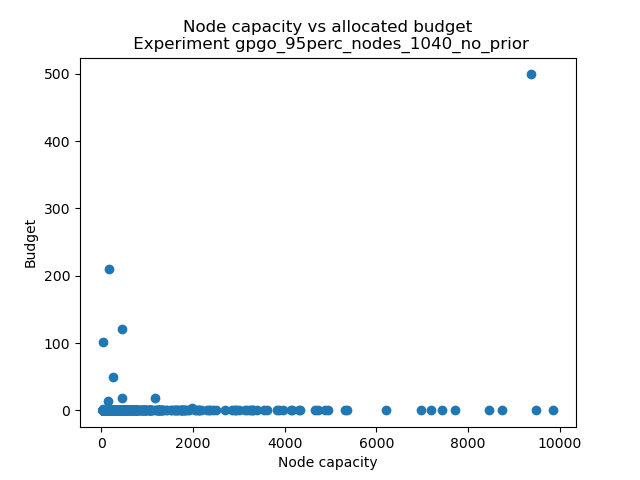 Node capacity vs allocated budget
Experiment gpgo_95perc_nodes_1040_no_prior
500
400
300
200
100
0
Budget
0 2000 4000 6000 8000 10000
Node capacity